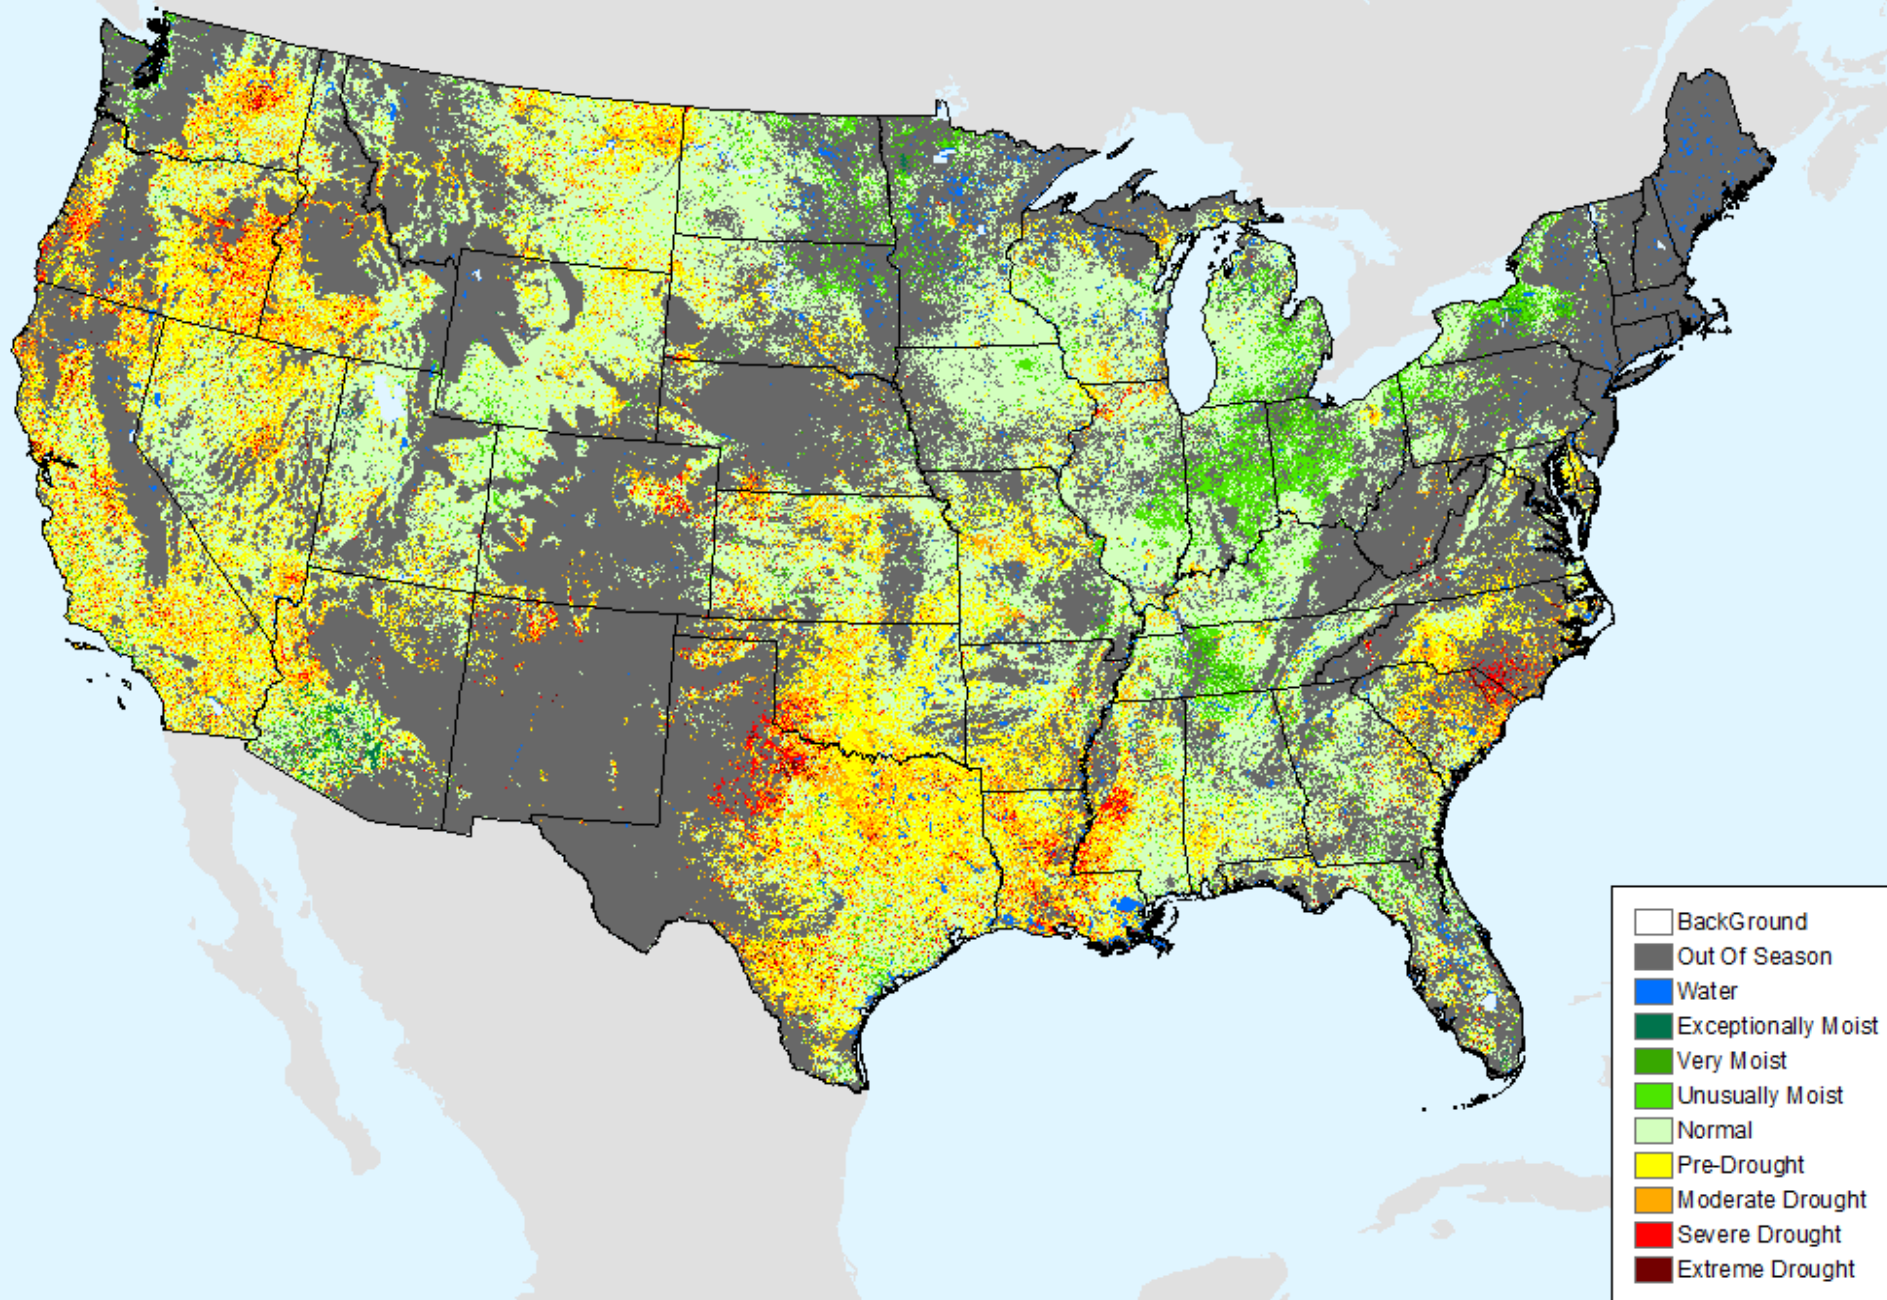 BackGround
Out Of Season
Water
Exceptionally Moist
Very Moist
Unusually Moist
Normal
Pre-Drought
Moderate Drought
Severe Drought
Extreme Drought